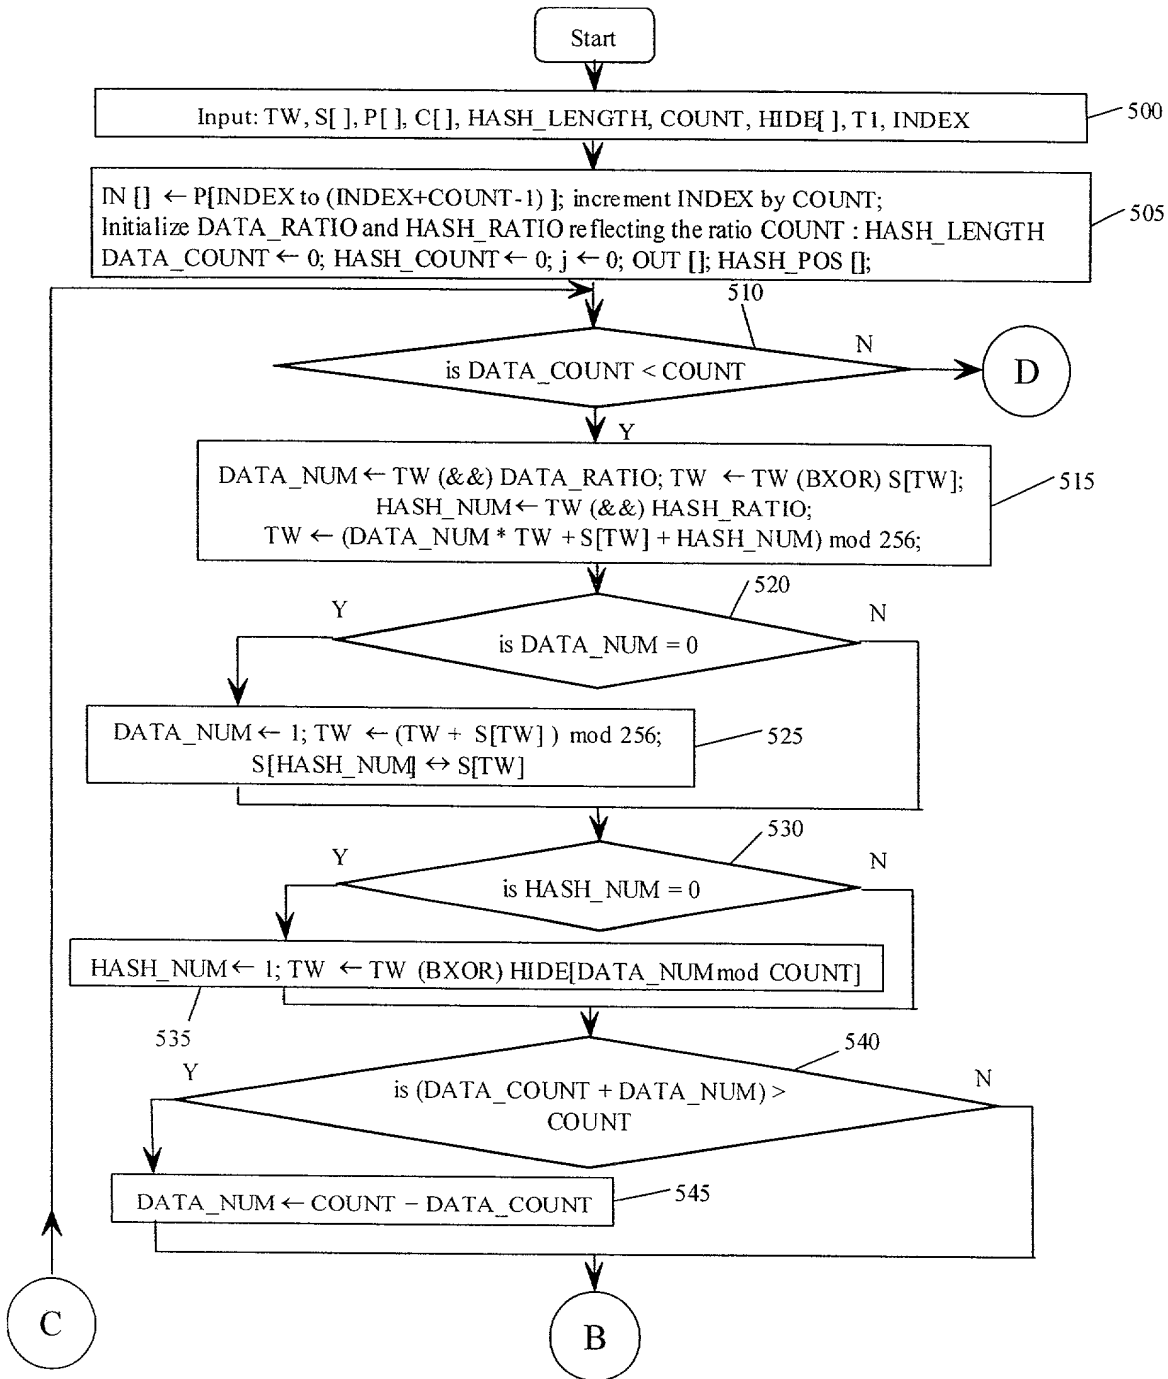 Start
Input: TW, S[ ], P[ ], C[ ], HASH_LENGTH, COUNT, HIDE[ ], T1, INDEX
500
IN [] ← P[INDEX to (INDEX+COUNT-1) ]; increment INDEX by COUNT;
Initialize DATA_RATIO and HASH_RATIO reflecting the ratio COUNT : HASH_LENGTH
DATA_COUNT ← 0; HASH_COUNT ← 0; j ← 0; OUT []; HASH_POS [];
505
510
is DATA_COUNT < COUNT
N
D
Y
DATA_NUM ← TW (&&) DATA_RATIO; TW ← TW (BXOR) S[TW];
HASH_NUM ← TW (&&) HASH_RATIO;
TW ← (DATA_NUM * TW + S[TW] + HASH_NUM) mod 256;
515
520
Y
N
is DATA_NUM = 0
DATA_NUM ← 1; TW ← (TW + S[TW] ) mod 256;
S[HASH_NUM] ↔ S[TW]
525
530
Y
N
is HASH_NUM = 0
HASH_NUM ← 1; TW ← TW (BXOR) HIDE[DATA_NUM mod COUNT]
535
540
Y
N
is (DATA_COUNT + DATA_NUM) >
COUNT
DATA_NUM ← COUNT − DATA_COUNT
545
C
B